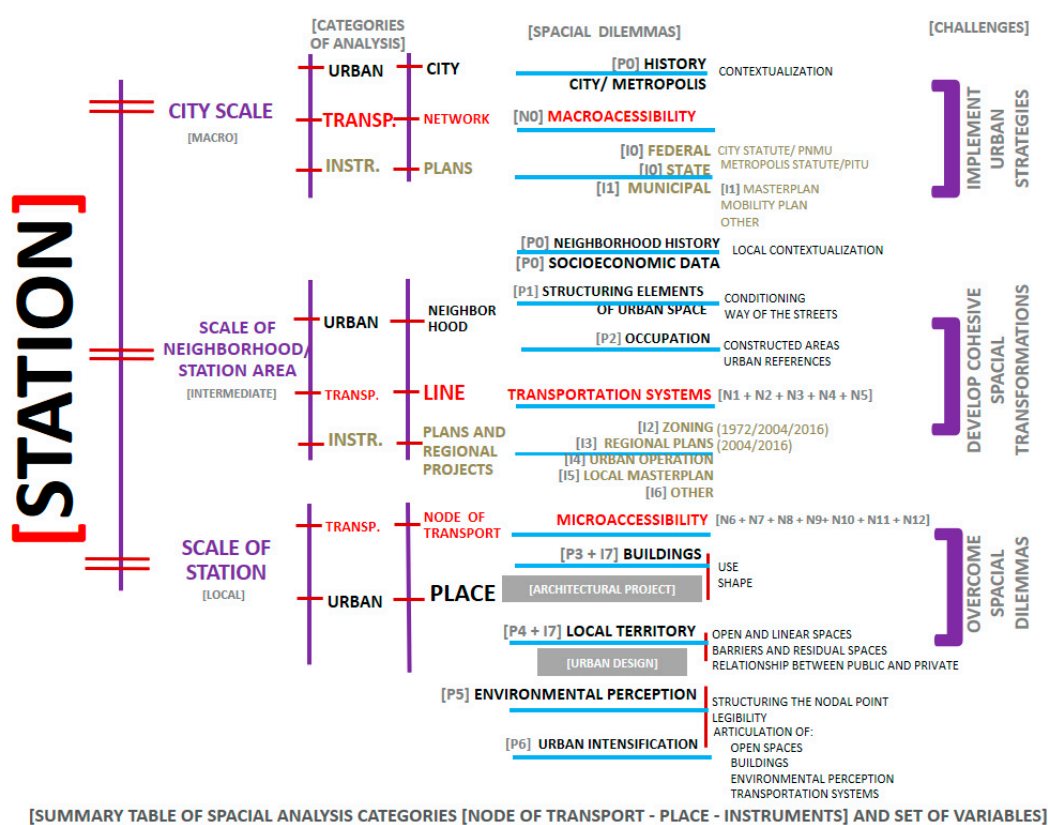 [CATEGORIES
OF ANALYSIS]
[SPACIAL DILEMMAS]
[CHALLENGES]
[STATION]
CITY SCALE
[MACRO]
URBAN
CITY
[P0] HISTORY
CITY/ METROPOLIS
CONTEXTUALIZATION
TRANSP.
NETWORK
[N0] MACROACESSIBILITY
INSTR.
PLANS
[I0] FEDERAL
CITY STATUTE/ PNMU
[I0] STATE
METROPOLIS STATUTE/PITU
[I1] MUNICIPAL
[I1] MASTERPLAN
MOBILITY PLAN
OTHER
IMPLEMENT
URBAN
STRATEGIES
SCALE OF
NEIGHBORHOOD/
STATION AREA
[INTERMEDIATE]
[P0] NEIGHBORHOOD HISTORY
[P0] SOCIOECONOMIC DATA
LOCAL CONTEXTUALIZATION
URBAN
NEIGHBOR
HOOD
[P1] STRUCTURING ELEMENTS
OF URBAN SPACE
CONDITIONING
WAY OF THE STREETS
[P2] OCCUPATION
CONSTRUCTED AREAS
URBAN REFERENCES
TRANSP.
LINE
TRANSPORTATION SYSTEMS
[N1 + N2 + N3 + N4 + N5]
INSTR.
PLANS AND
REGIONAL
PROJECTS
[I2] ZONING (1972/2004/2016)
[I3] REGIONAL PLANS (2004/2016)
[I4] URBAN OPERATION
[I5] LOCAL MASTERPLAN
[I6] OTHER
DEVELOP COHESIVE
SPACIAL
TRANSFORMATIONS
SCALE OF
STATION
[LOCAL]
TRANSP.
NODE OF
TRANSPORT
MICROACCESSIBILITY
[N6 + N7 + N8 + N9+ N10 + N11 + N12]
URBAN
PLACE
[P3 + I7] BUILDINGS
[ARCHITECTURAL PROJECT]
USE
SHAPE
[P4 + I7] LOCAL TERRITORY
[URBAN DESIGN]
OPEN AND LINEAR SPACES
BARRIERS AND RESIDUAL SPACES
RELATIONSHIP BETWEEN PUBLIC AND PRIVATE
[P5] ENVIRONMENTAL PERCEPTION
[P6] URBAN INTENSIFICATION
STRUCTURING THE NODAL POINT
LEGIBILITY
ARTICULATION OF:
OPEN SPACES
BUILDINGS
ENVIRONMENTAL PERCEPTION
TRANSPORTATION SYSTEMS
OVERCOME
SPACIAL
DILEMMAS
[SUMMARY TABLE OF SPACIAL ANALYSIS CATEGORIES [NODE OF TRANSPORT - PLACE - INSTRUMENTS] AND SET OF VARIABLES]